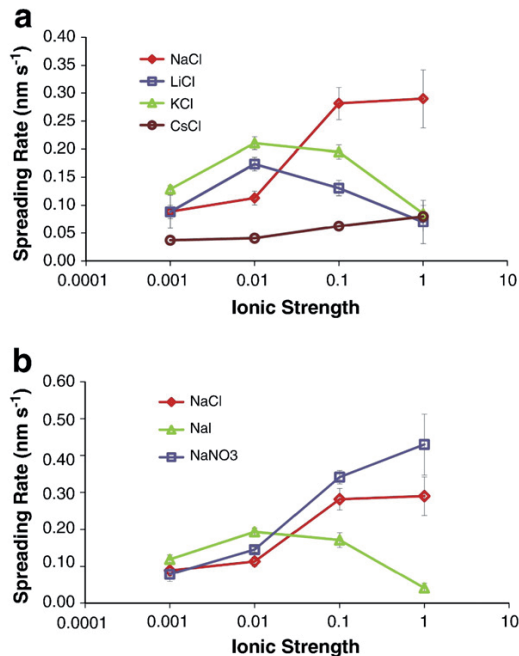 a
0.40
0.35
0.30
0.25
0.20
0.15
0.10
0.05
0.00
Spreading Rate (nm s⁻¹)
NaCl
LiCl
KCl
CsCl
0.0001 0.001 0.01 0.1 1 10
Ionic Strength
b
0.60
0.50
0.40
0.30
0.20
0.10
0.00
Spreading Rate (nm s⁻¹)
NaCl
NaI
NaNO3
0.0001 0.001 0.01 0.1 1 10
Ionic Strength